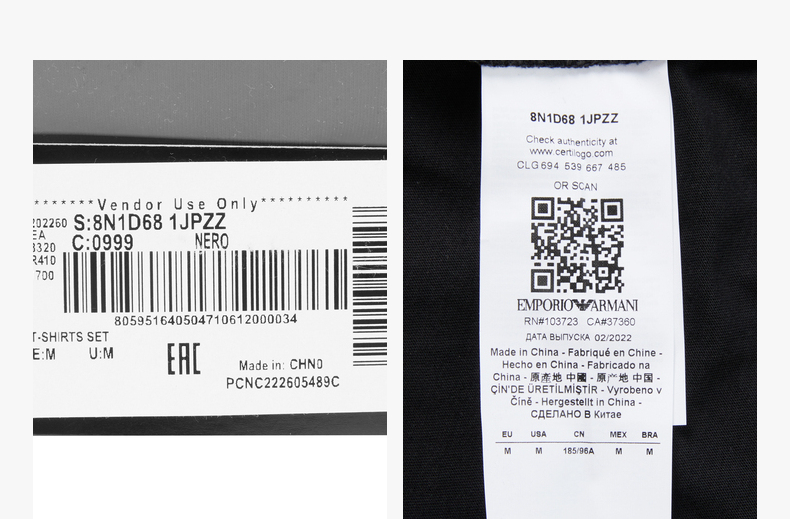 *******Vendor Use Only**********
202260 S:8N1D68 1JPZZ
EA
3320 C:0999 NERO
R410
700
805951640504710612000034
T-SHIRTS SET
E:M U:M
EAC
Made in: CHN0
PCNC222605489C
8N1D68 1JPZZ
Check authenticity at
www.certilogo.com
CLG694 539 667 485
OR SCAN
EMPORIO ARMANI
RN#103723 CA#37360
ДАТА ВЫПУСКА 02/2022
Made in China - Fabriqué en Chine -
Hecho en China - Fabricado na
China - 原產地 中國 - 原产地 中国 -
ÇİN'DE ÜRETİLMİŞTİR - Vyrobeno v
Číně - Hergestellt in China -
СДЕЛАНО В Китае
EU USA CN MEX BRA
M M 185/96A M M